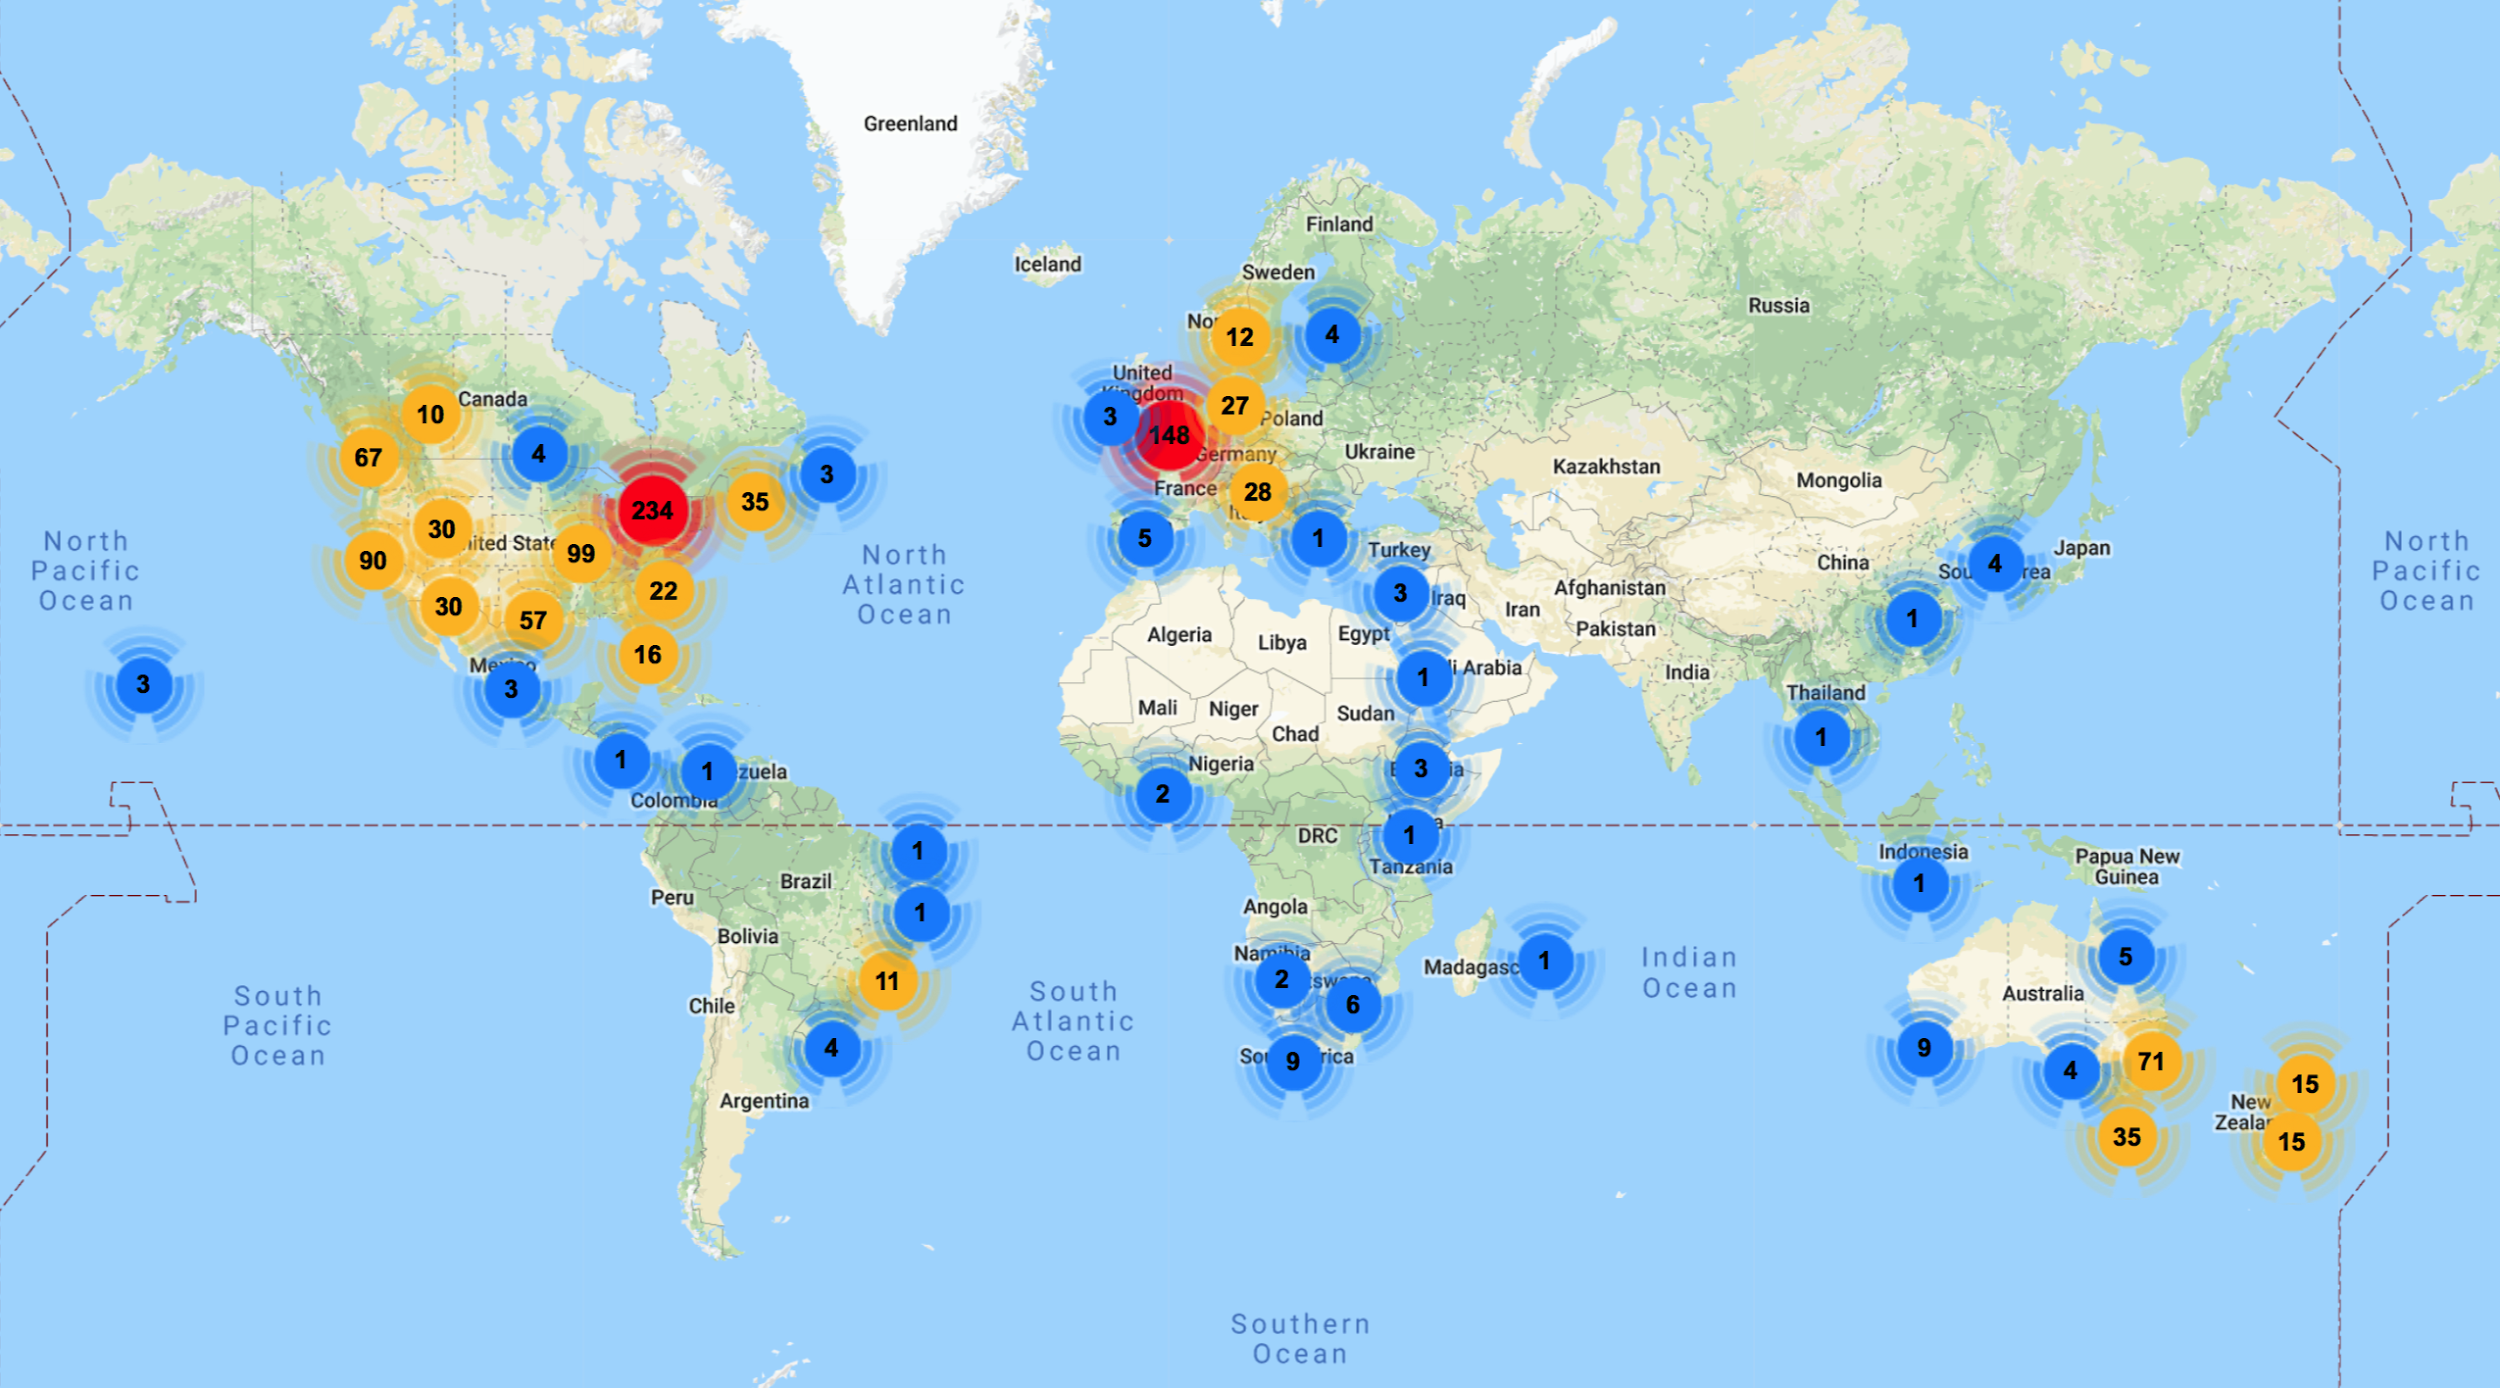 Greenland
Finland
Iceland
Sweden
Russia
12
4
United
Kingdom
Canada
10
3
148
27
Poland
67
4
Germany
Ukraine
Kazakhstan
Mongolia
3
35
234
France
28
North
Pacific
Ocean
30
99
90
North
Atlantic
Ocean
5
1
Turkey
China
4
Japan
North
Pacific
Ocean
30
57
22
3
Iraq
Iran
Afghanistan
Pakistan
1
16
Algeria
Libya
Egypt
Mexico
3
3
1
India
Thailand
Mali
Niger
Sudan
Chad
1
1
1
Colombia
Nigeria
2
3
1
DRC
Tanzania
1
Indonesia
1
Papua New
Guinea
Brazil
Peru
1
Angola
Bolivia
Namibia
2
6
Madagasc
1
Indian
Ocean
5
Australia
11
Chile
South
Pacific
Ocean
South
Atlantic
Ocean
4
9
9
4
71
15
Argentina
New
35
15
Southern
Ocean